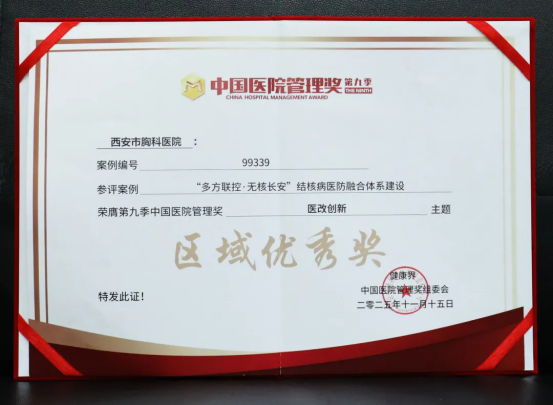 中国医院管理奖 第九季
CHINA HOSPITAL MANAGEMENT AWARD THE NINTH
西安市胸科医院：
案例编号 99339
参评案例 “多方联控·无核长安”结核病医防融合体系建设
荣膺第九季中国医院管理奖 医改创新 主题
区域优秀奖
健康界
特发此证！ 中国医院管理奖组委会
二零二五年十一月十五日